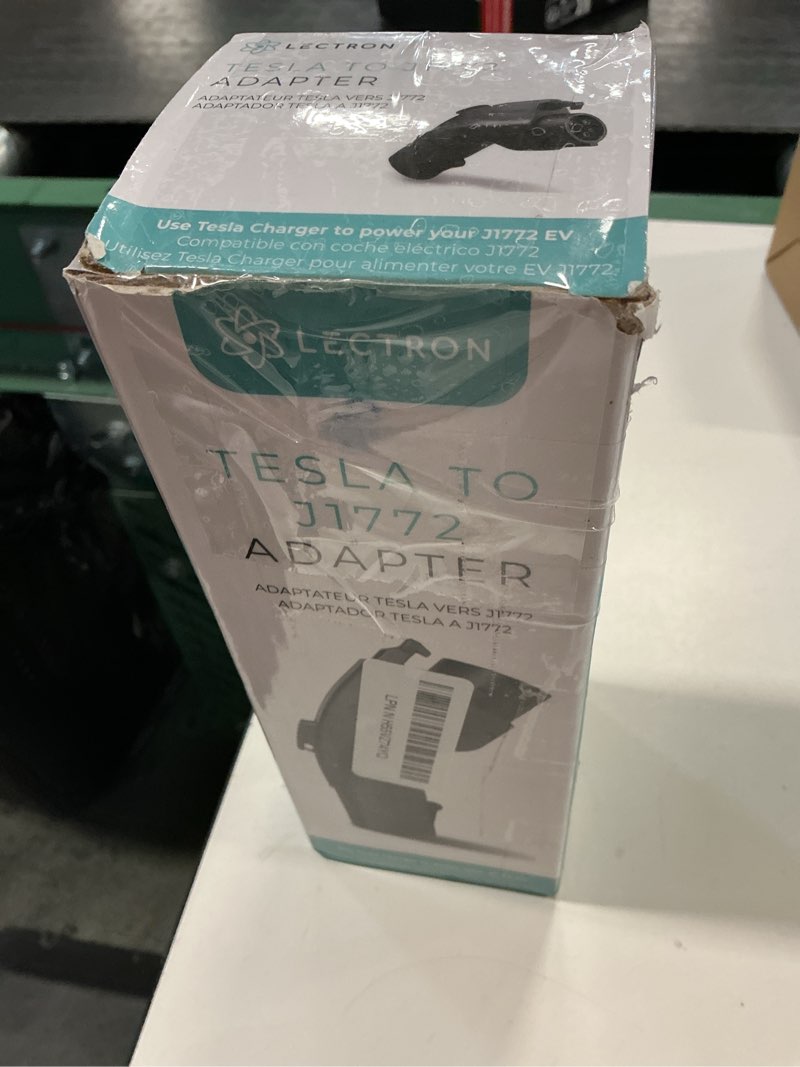 LECTRON
TESLA TO
ADAPTER
ADAPTATEUR TESLA VERS J1772
ADAPTADOR TESLA A J1772
Use Tesla Charger to power your J1772 EV
Compatible con coche eléctrico J1772
Utilisez Tesla Charger pour alimenter votre EV J1772
LECTRON
TESLA TO
J1772
ADAPTER
ADAPTATEUR TESLA VERS J1772
ADAPTADOR TESLA A J1772